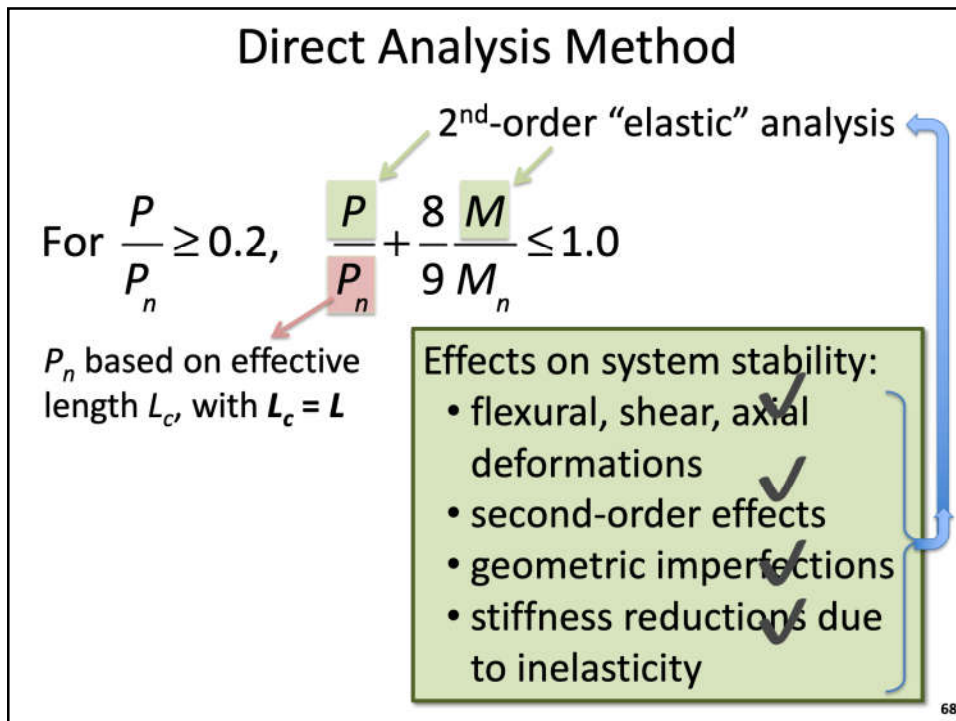 Direct Analysis Method
2nd-order “elastic” analysis
For P/Pn ≥ 0.2, P/Pn + 8/9 M/Mn ≤ 1.0
Pn based on effective
length Lc, with Lc = L
Effects on system stability:
• flexural, shear, axial
deformations
• second-order effects
• geometric imperfections
• stiffness reductions due
to inelasticity
68